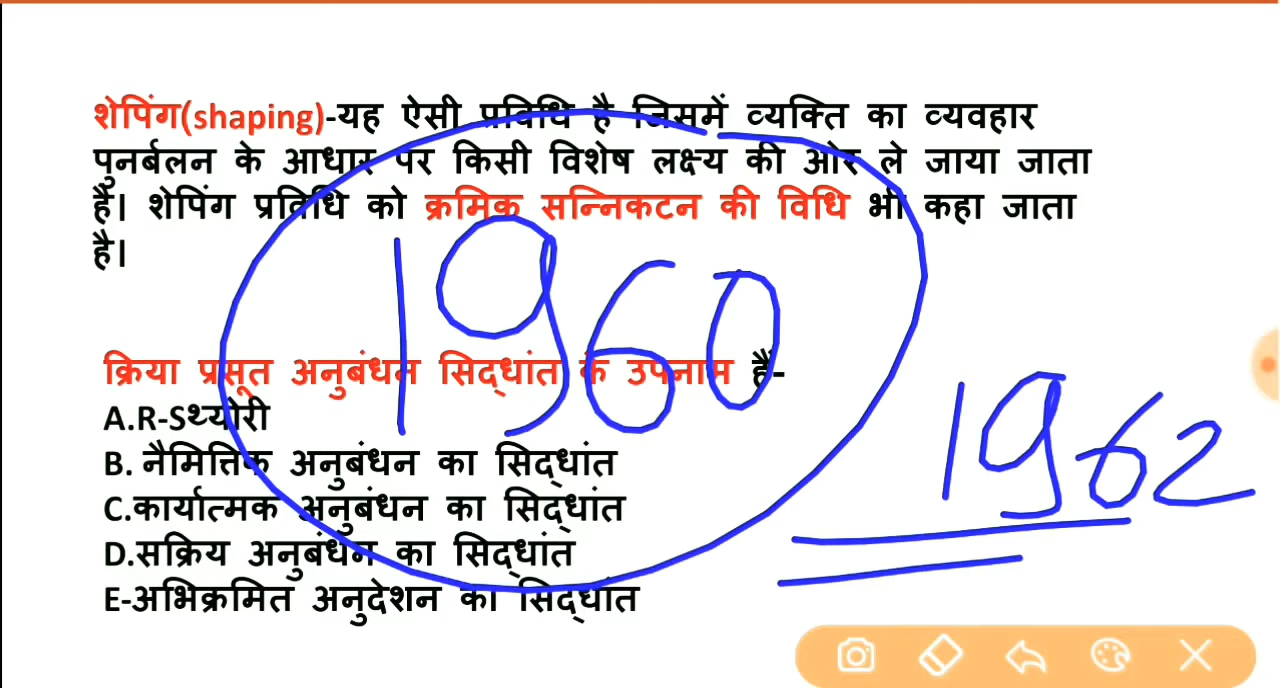 शेपिंग(shaping)-यह ऐसी प्रविधि है जिसमें व्यक्ति का व्यवहार
पुनर्बलन के आधार पर किसी विशेष लक्ष्य की ओर ले जाया जाता
है। शेपिंग प्रविधि को क्रमिक सन्निकटन की विधि भी कहा जाता
है।
1960
क्रिया प्रसूत अनुबंधन सिद्धांत के उपनाम हैं-
A.R-Sथ्योरी
B. नैमित्तिक अनुबंधन का सिद्धांत
C.कार्यात्मक अनुबंधन का सिद्धांत
1962
D.सक्रिय अनुबंधन का सिद्धांत
E-अभिक्रमित अनुदेशन का सिद्धांत